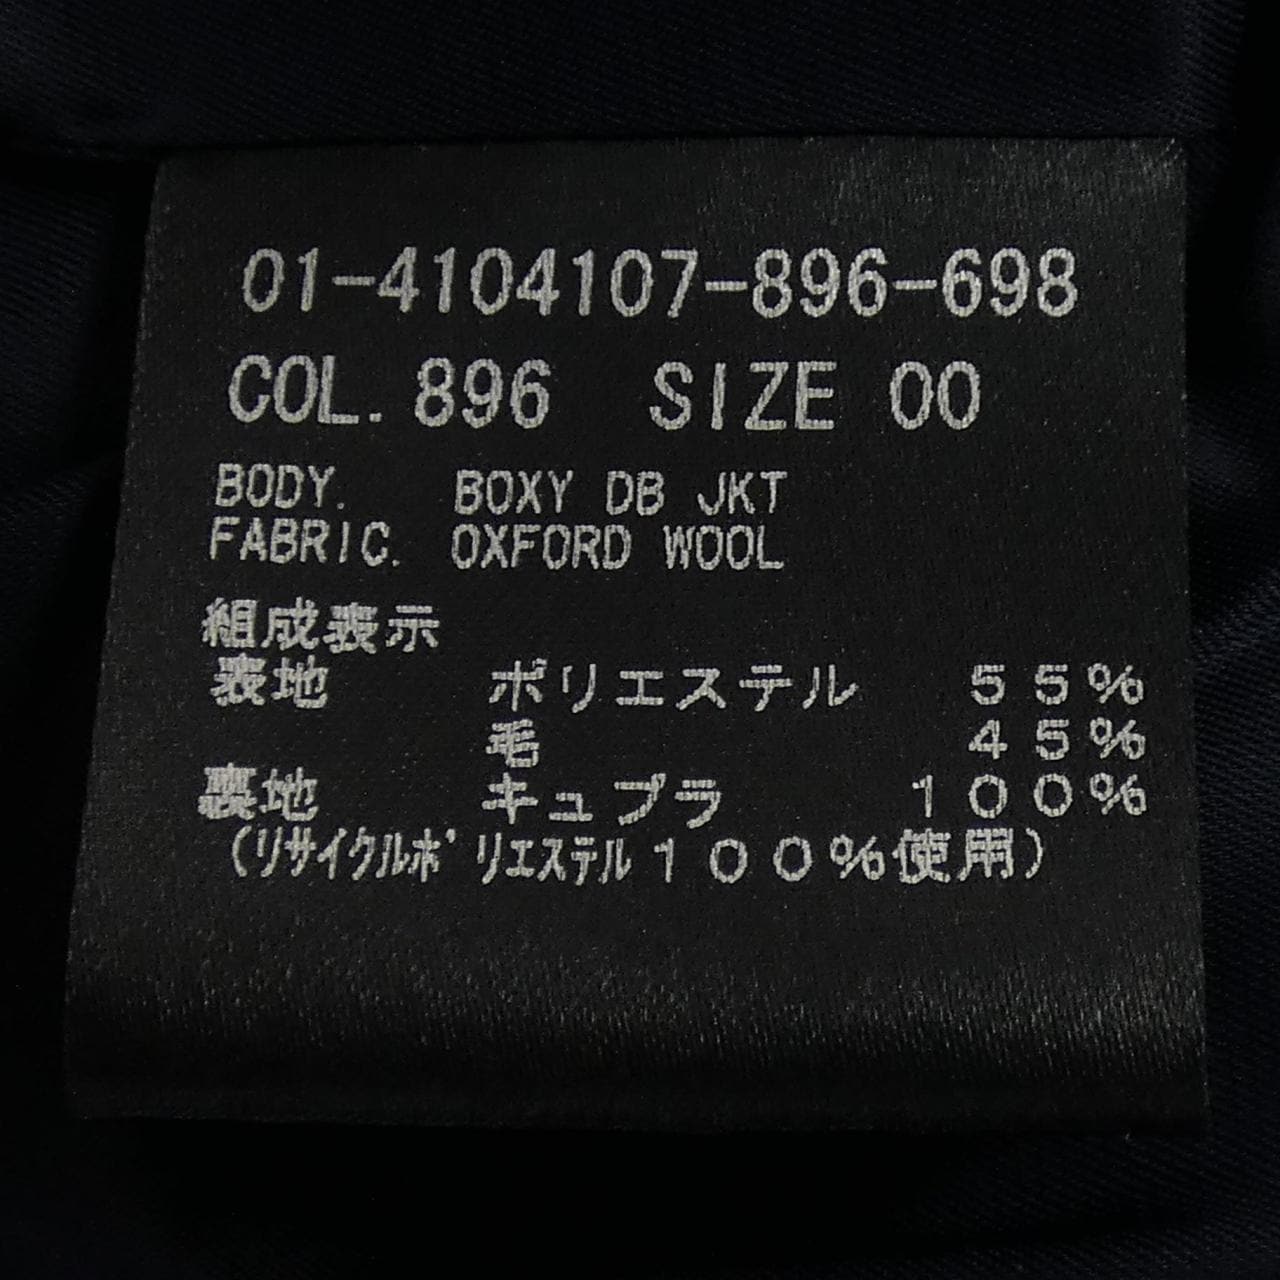 01-4104107-896-698
COL. 896 SIZE 00
BODY. BOXY DB JKT
FABRIC. OXFORD WOOL
組成表示
表地 ポリエステル 55%
毛 45%
裏地 キュプラ 100%
(リサイクルポリエステル100%使用)